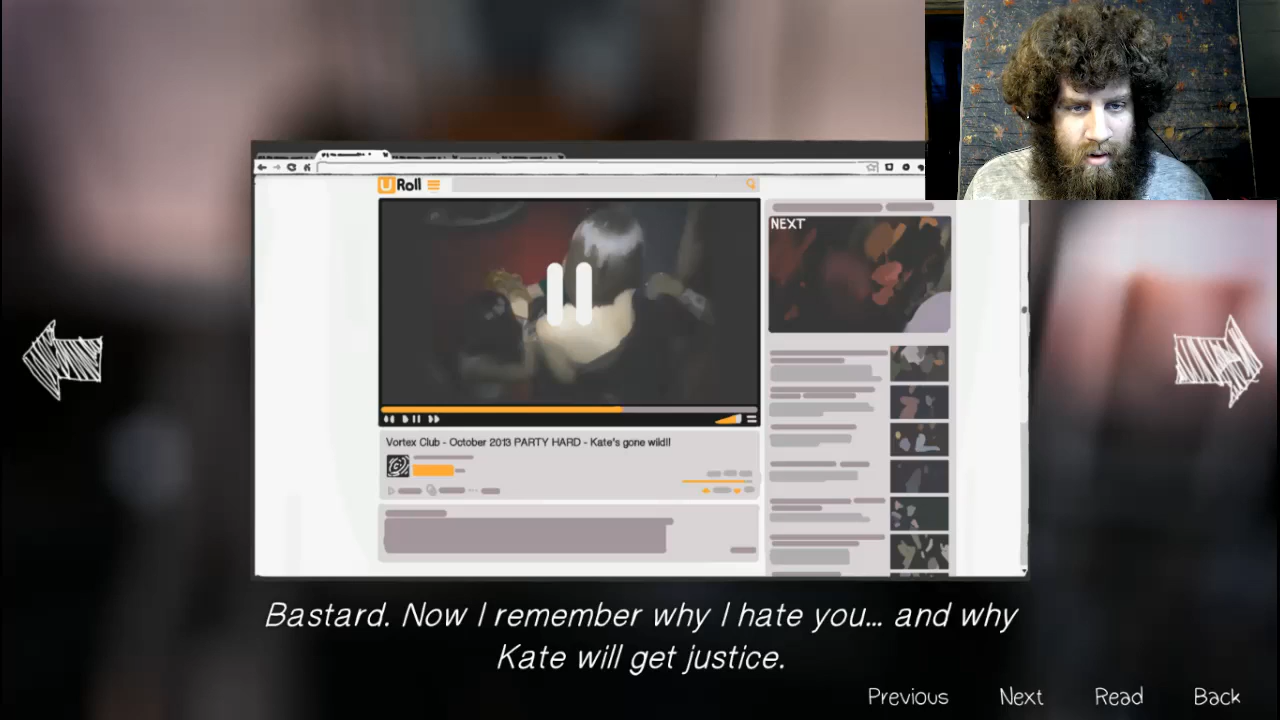 URoll
NEXT
Vortex Club - October 2013 PARTY HARD - Kate's gone wild!!
Bastard. Now I remember why I hate you... and why
Kate will get justice.
Previous Next Read Back